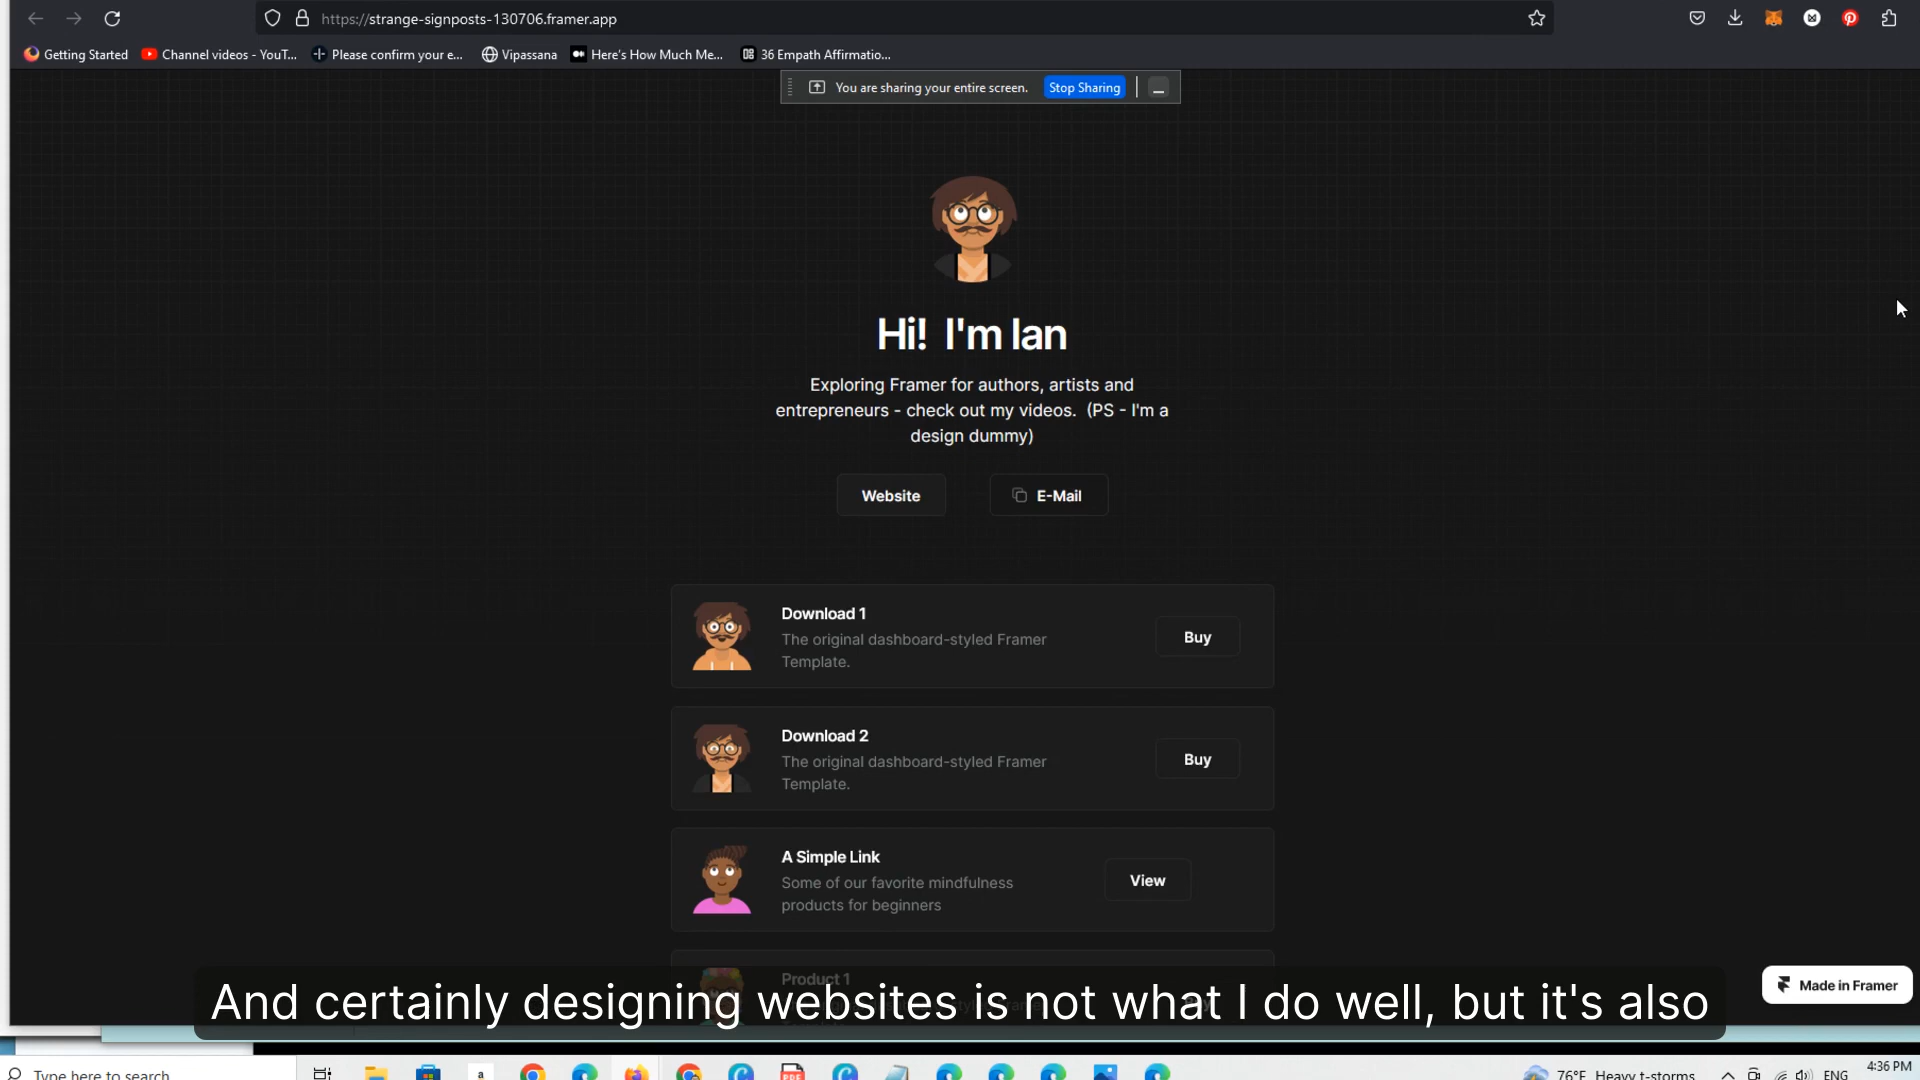 https://strange-signposts-130706.framer.app
Getting Started
Channel videos - YouT...
Please confirm your e...
Vipassana
Here's How Much Me...
36 Empath Affirmatio...
You are sharing your entire screen.
Stop Sharing
Hi! I'm Ian
Exploring Framer for authors, artists and
entrepreneurs - check out my videos. (PS - I'm a
design dummy)
Website
E-Mail
Download 1
The original dashboard-styled Framer
Template.
Buy
Download 2
The original dashboard-styled Framer
Template.
Buy
A Simple Link
Some of our favorite mindfulness
products for beginners
View
Product 1
Made in Framer
And certainly designing websites is not what I do well, but it's also
Type here to search
76°F Heavy t-storms
ENG
4:36 PM